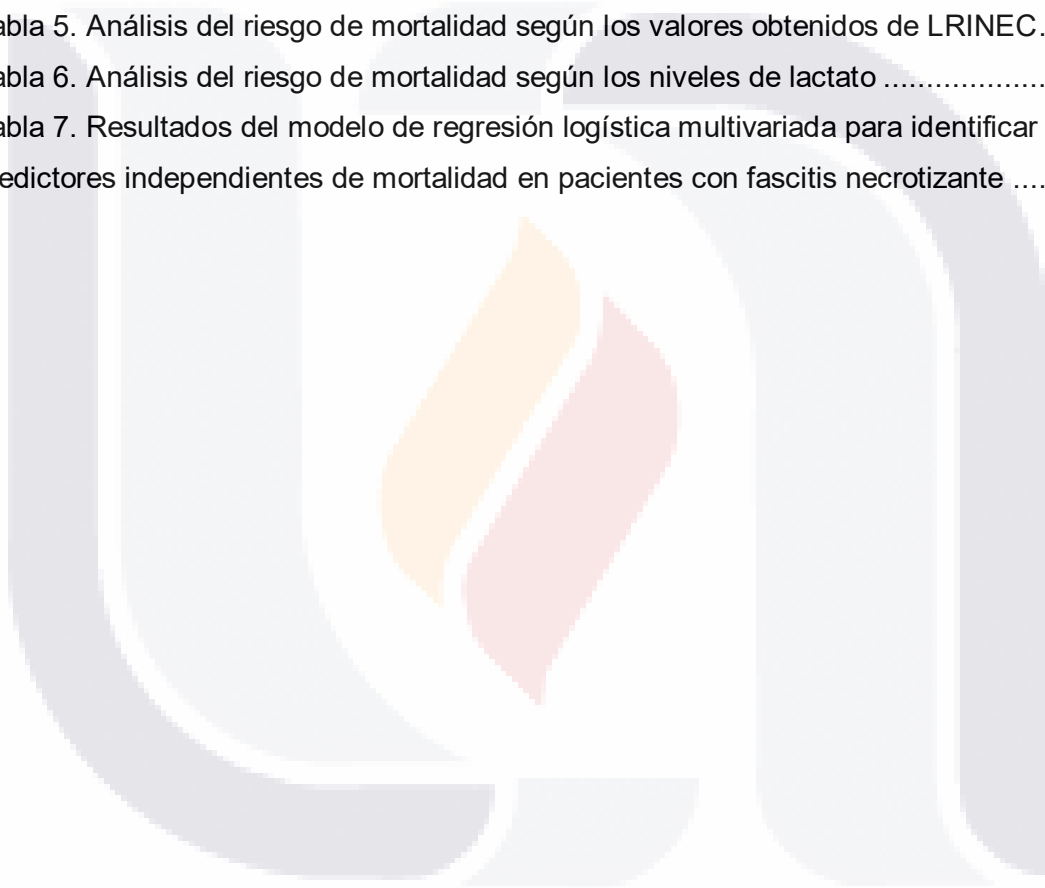 abla 5. Análisis del riesgo de mortalidad según los valores obtenidos de LRINEC.
abla 6. Análisis del riesgo de mortalidad según los niveles de lactato ...................
abla 7. Resultados del modelo de regresión logística multivariada para identificar
edictores independientes de mortalidad en pacientes con fascitis necrotizante ....